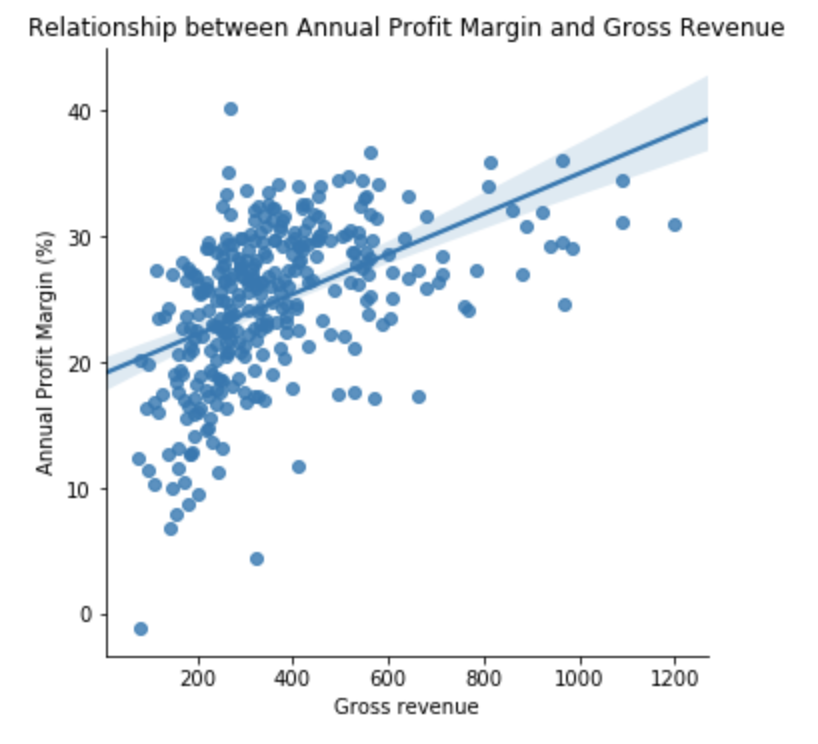 Relationship between Annual Profit Margin and Gross Revenue
Annual Profit Margin (%)
40
30
20
10
0
200 400 600 800 1000 1200
Gross revenue